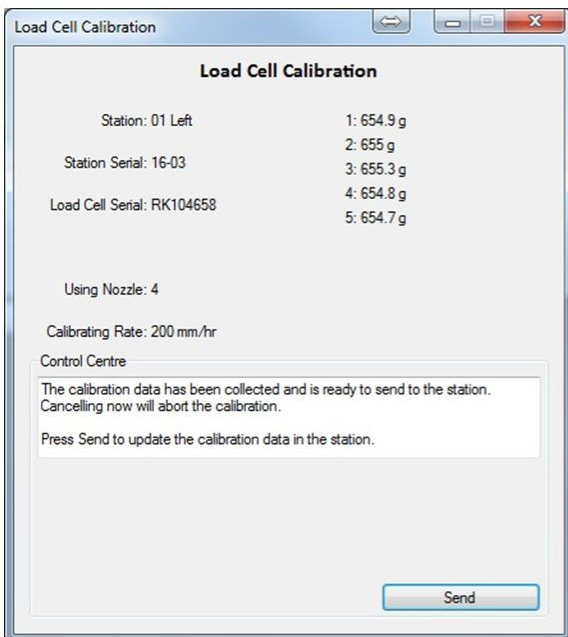 Load Cell Calibration
Load Cell Calibration
Station: 01 Left
Station Serial: 16-03
Load Cell Serial: RK104658
1: 654.9 g
2: 655 g
3: 655.3 g
4: 654.8 g
5: 654.7 g
Using Nozzle: 4
Calibrating Rate: 200 mm/hr
Control Centre
The calibration data has been collected and is ready to send to the station.
Cancelling now will abort the calibration.
Press Send to update the calibration data in the station.
Send